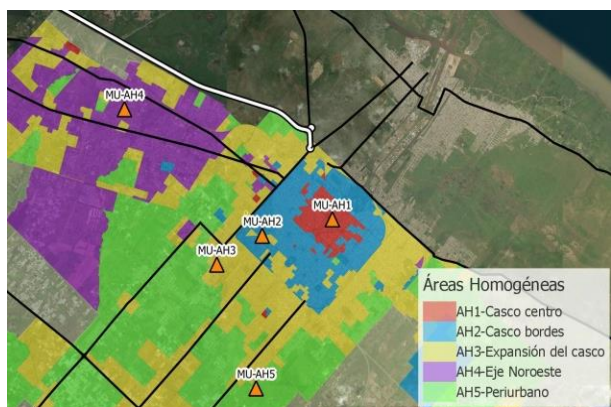 MU-AH4
MU-AH1
MU-AH2
MU-AH3
MU-AH5
Áreas Homogéneas
AH1-Casco centro
AH2-Casco bordes
AH3-Expansión del casco
AH4-Eje Noroeste
AH5-Periurbano